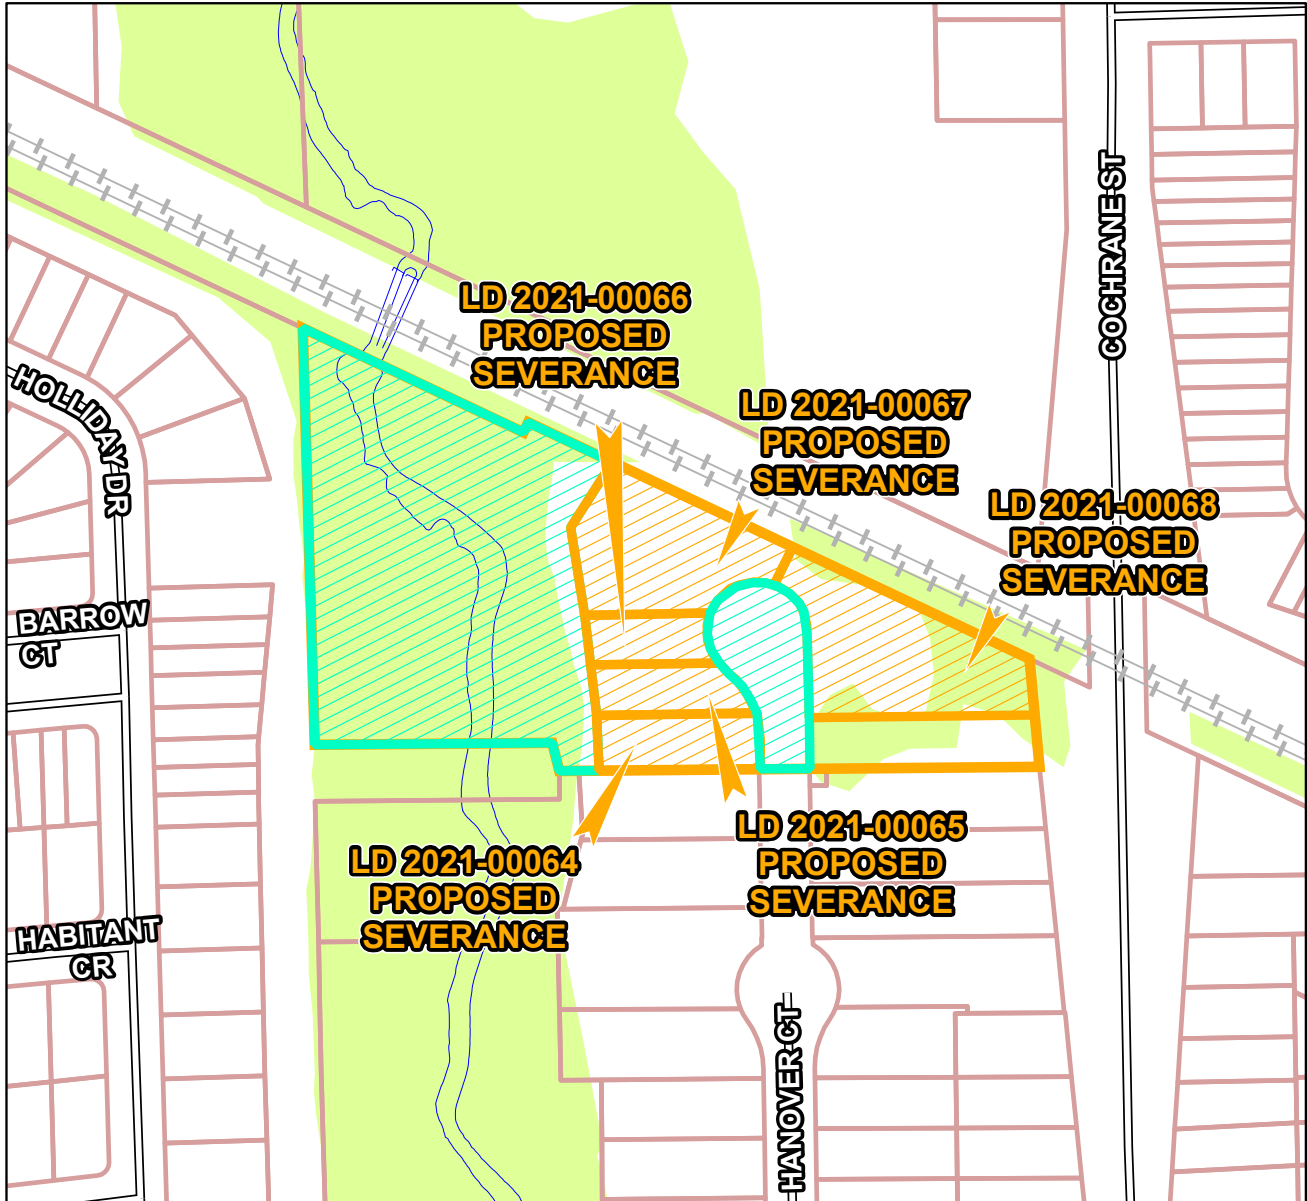 COCHRANE ST
LD 2021-00066
PROPOSED
SEVERANCE
LD 2021-00067
PROPOSED
SEVERANCE
HOLLIDAY DR
LD 2021-00068
PROPOSED
SEVERANCE
BARROW
CT
LD 2021-00065
PROPOSED
SEVERANCE
LD 2021-00064
PROPOSED
SEVERANCE
HABITANT
CR
HANOVER CT